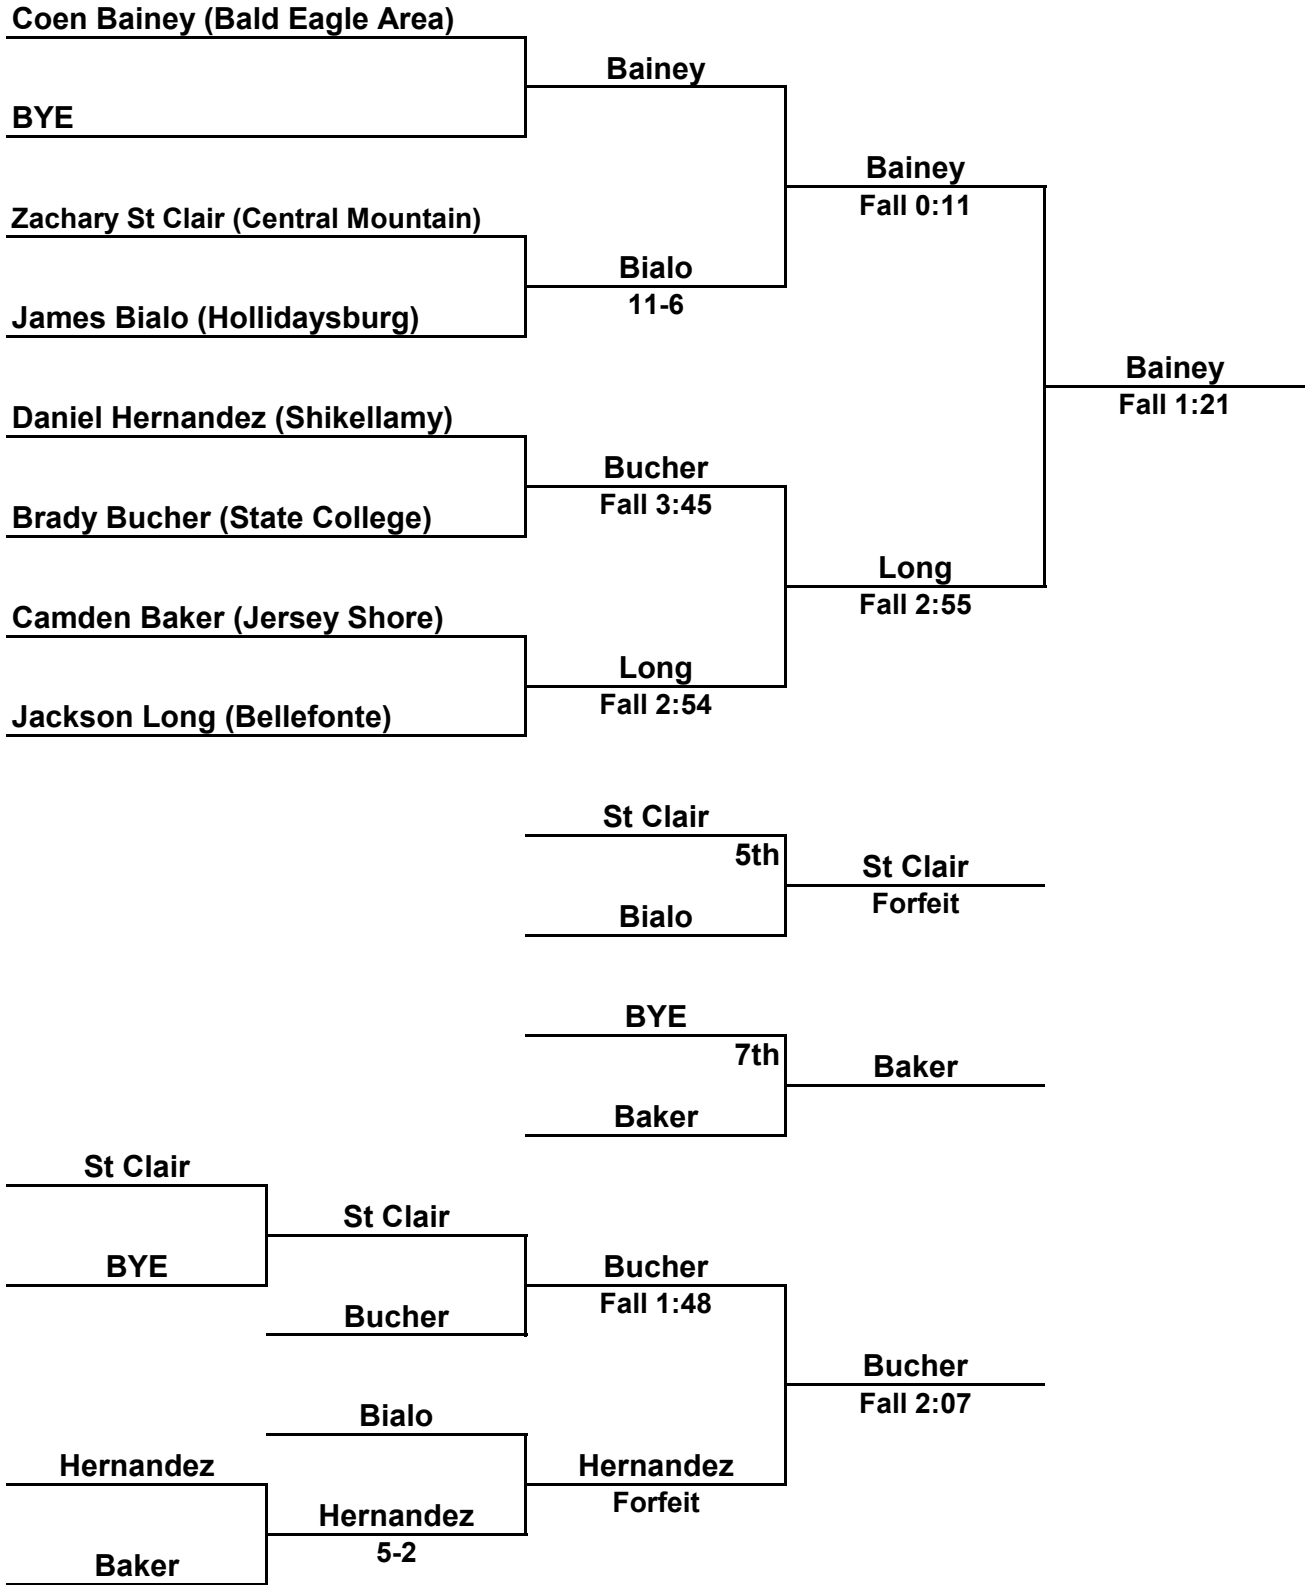 Coen Bainey (Bald Eagle Area)
Bainey
BYE
Bainey
Fall 0:11
Zachary St Clair (Central Mountain)
Bialo
11-6
James Bialo (Hollidaysburg)
Bainey
Fall 1:21
Daniel Hernandez (Shikellamy)
Bucher
Fall 3:45
Brady Bucher (State College)
Long
Fall 2:55
Camden Baker (Jersey Shore)
Long
Fall 2:54
Jackson Long (Bellefonte)
St Clair
5th
St Clair
Forfeit
Bialo
BYE
7th
Baker
Baker
St Clair
St Clair
BYE
Bucher
Fall 1:48
Bucher
Bucher
Fall 2:07
Bialo
Hernandez
Hernandez
Forfeit
Hernandez
5-2
Baker